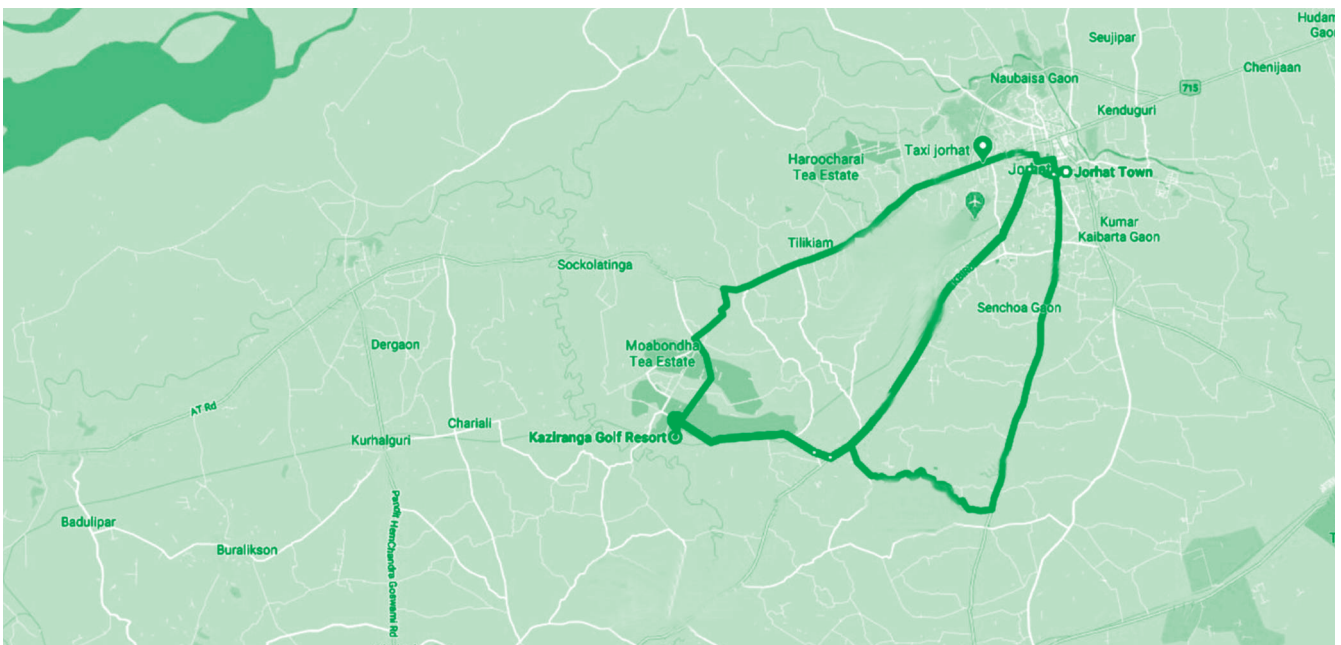 Hudam
Gaon
Seujipar
Chenijaan
Naubaisa Gaon
715
Kenduguri
Taxi jorhat
Haroocharai
Tea Estate
Jorhat
Jorhat Town
Kumar
Kaibarta Gaon
Tilikiam
Sockolatinga
Senchoa Gaon
Dergaon
Moabondha
Tea Estate
AT Rd
Chariali
Kurhalguri
Kaziranga Golf Resort
Pandit HemChandra Goswami Rd
Badulipar
Buralikson
T